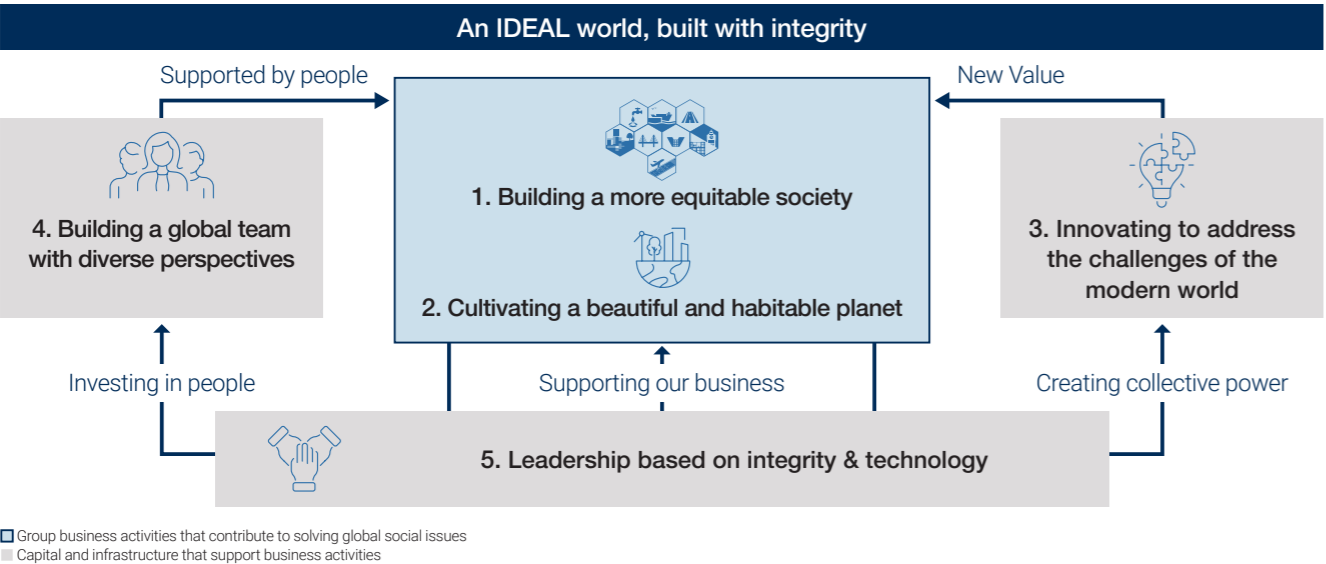 An IDEAL world, built with integrity
Supported by people
New Value
1. Building a more equitable society
4. Building a global team
with diverse perspectives
3. Innovating to address
the challenges of the
modern world
2. Cultivating a beautiful and habitable planet
Investing in people
Supporting our business
Creating collective power
5. Leadership based on integrity & technology
Group business activities that contribute to solving global social issues
Capital and infrastructure that support business activities